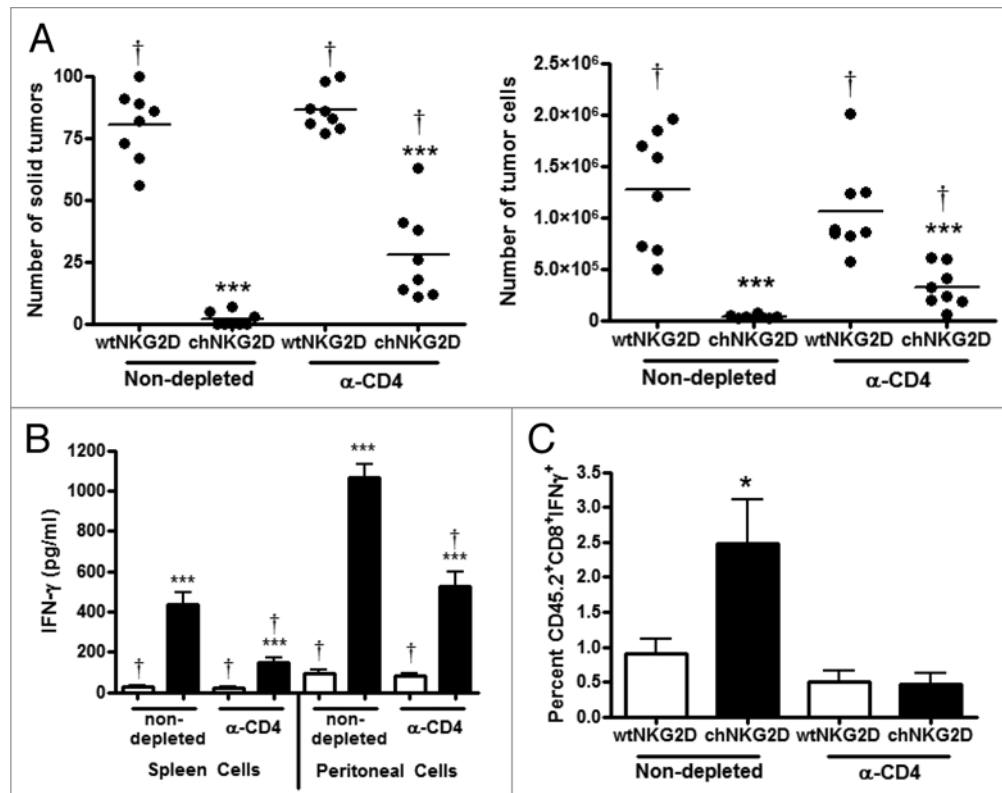 A
Number of solid tumors
100
75
50
25
0
†
†
†
***
***
wtNKG2D chNKG2D wtNKG2D chNKG2D
Non-depleted
α-CD4
Number of tumor cells
2.5×10⁶
2.0×10⁶
1.5×10⁶
1.0×10⁶
5.0×10⁵
0
†
†
†
***
***
wtNKG2D chNKG2D wtNKG2D chNKG2D
Non-depleted
α-CD4
B
IFN-γ (pg/ml)
1200
1000
800
600
400
200
0
†
***
†
†
***
†
***
†
†
***
non-
depleted
α-CD4
non-
depleted
α-CD4
Spleen Cells
Peritoneal Cells
C
Percent CD45.2⁺CD8⁺IFNγ⁺
3.5
3.0
2.5
2.0
1.5
1.0
0.5
0.0
*
wtNKG2D chNKG2D wtNKG2D chNKG2D
Non-depleted
α-CD4